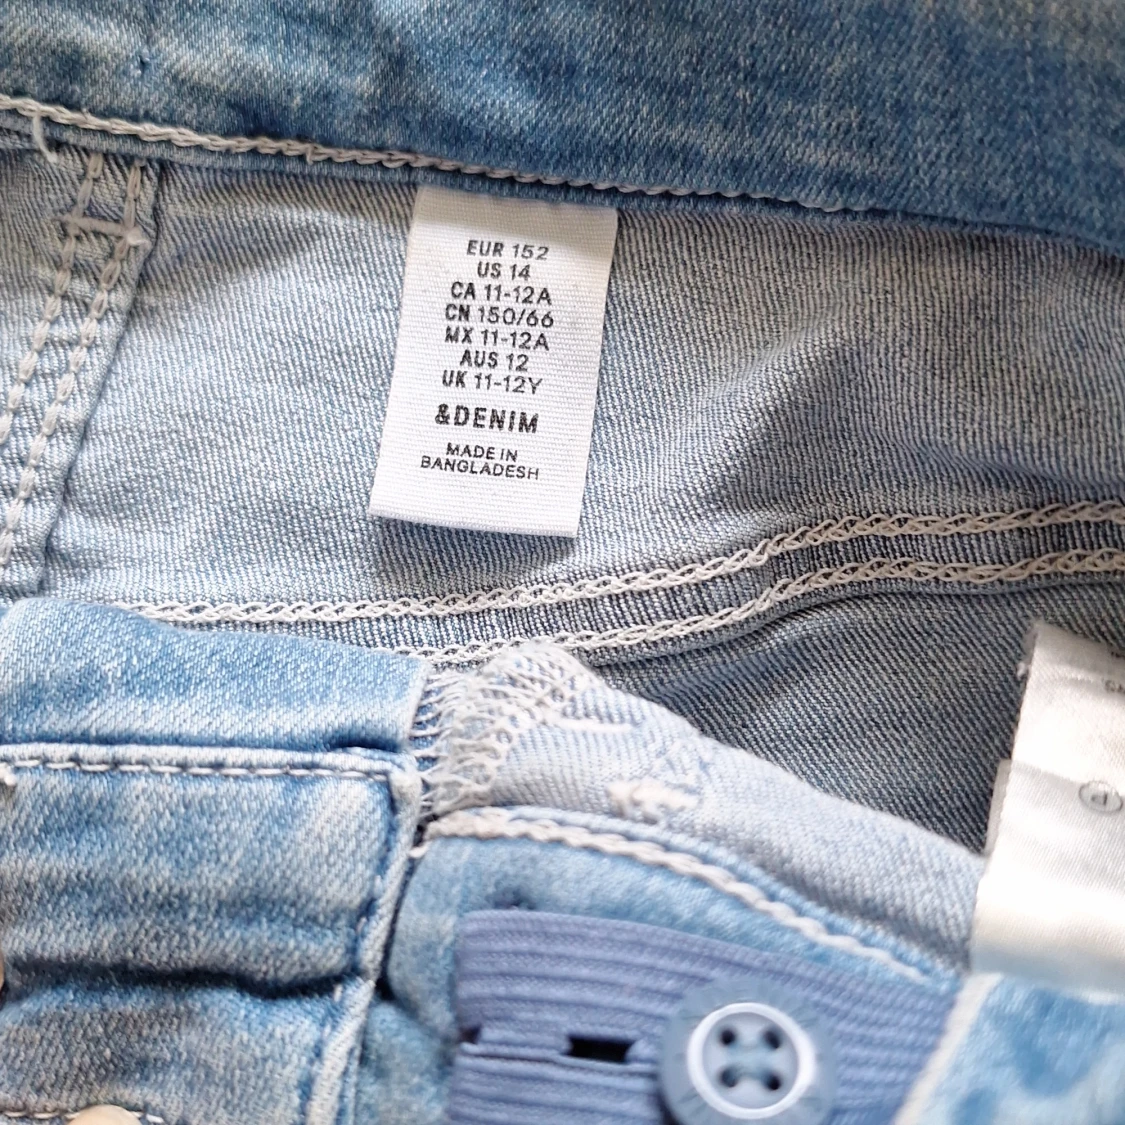 EUR 152
US 14
CA 11-12A
CN 150/66
MX 11-12A
AUS 12
UK 11-12Y
&DENIM
MADE IN
BANGLADESH
P